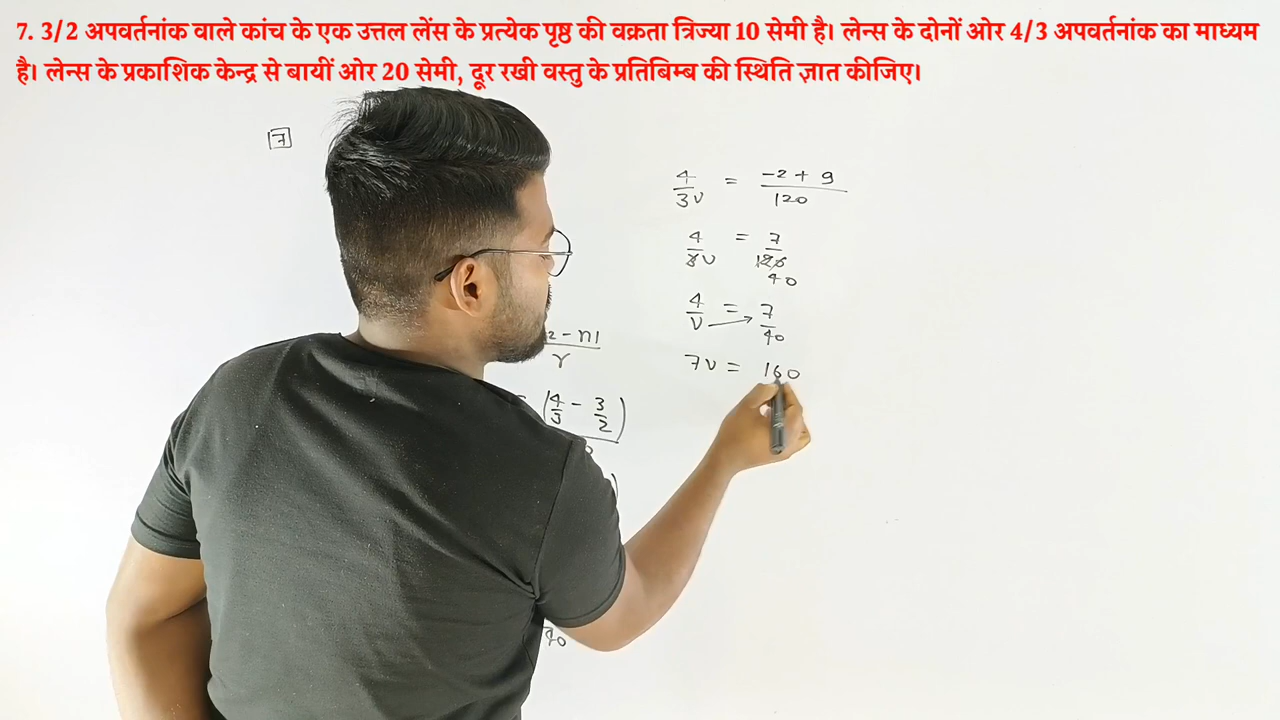 7. 3/2 अपवर्तनांक वाले कांच के एक उत्तल लेंस के प्रत्येक पृष्ठ की वक्रता त्रिज्या 10 सेमी है। लेन्स के दोनों ओर 4/3 अपवर्तनांक का माध्यम
है। लेन्स के प्रकाशिक केन्द्र से बायीं ओर 20 सेमी, दूर रखी वस्तु के प्रतिबिम्ब की स्थिति ज्ञात कीजिए।
7
4/3v = -2 + 9/120
4/3v = 7/120
40
4/v = 7/40
7v = 160
2 - n1/r
(4/3 - 3/2)
40